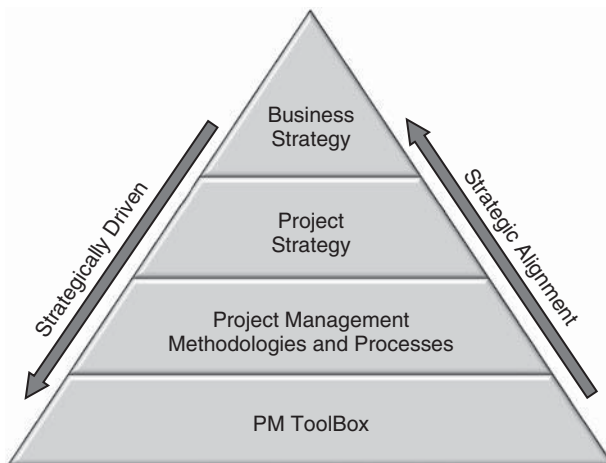 Business
Strategy
Strategically Driven
Strategic Alignment
Project
Strategy
Project Management
Methodologies and Processes
PM ToolBox